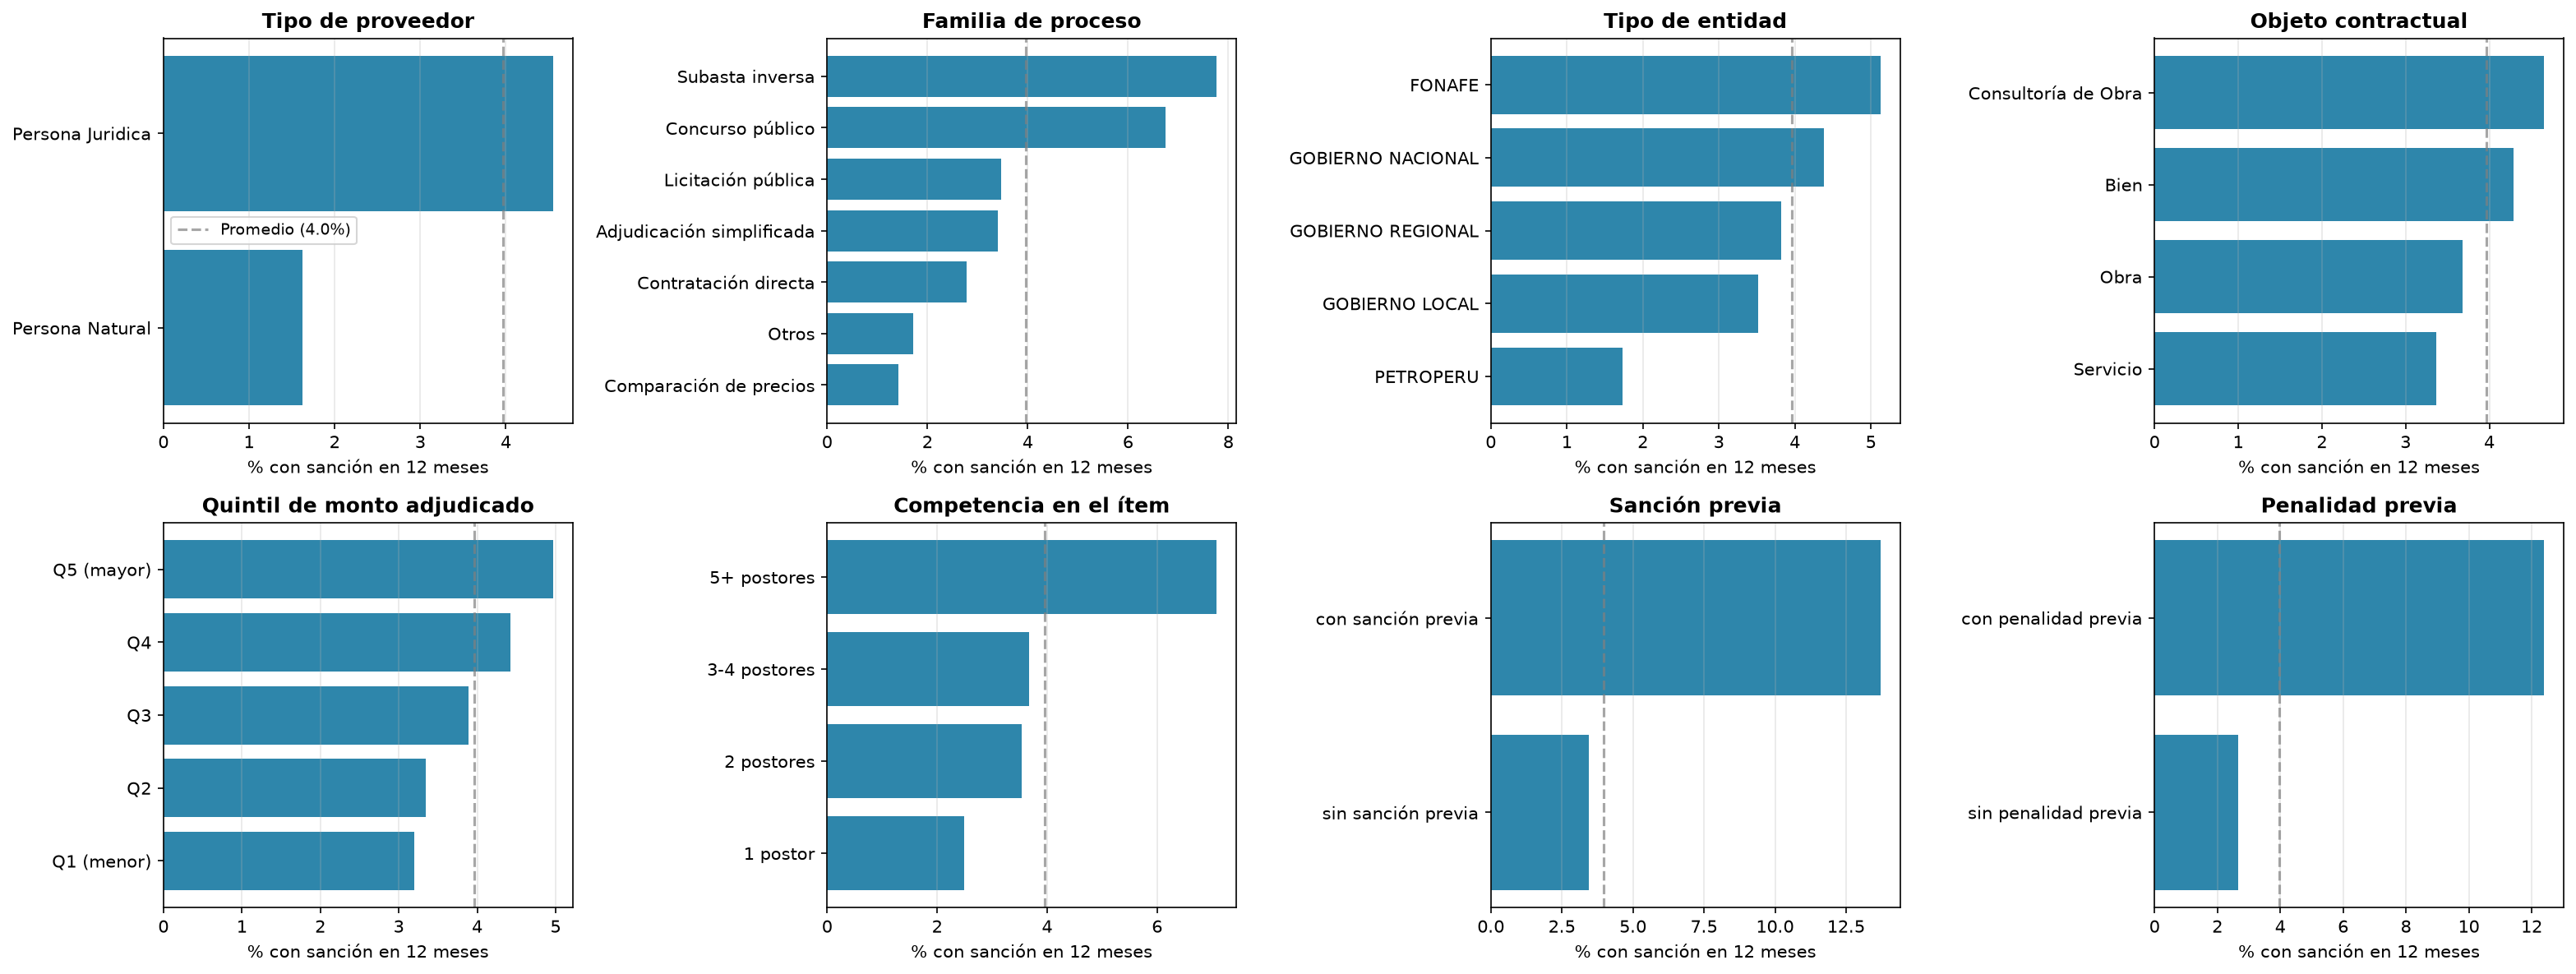 Tipo de proveedor
Persona Juridica
Persona Natural
Promedio (4.0%)
0 1 2 3 4
% con sanción en 12 meses
Familia de proceso
Subasta inversa
Concurso público
Licitación pública
Adjudicación simplificada
Contratación directa
Otros
Comparación de precios
0 2 4 6 8
% con sanción en 12 meses
Tipo de entidad
FONAFE
GOBIERNO NACIONAL
GOBIERNO REGIONAL
GOBIERNO LOCAL
PETROPERU
0 1 2 3 4 5
% con sanción en 12 meses
Objeto contractual
Consultoría de Obra
Bien
Obra
Servicio
0 1 2 3 4
% con sanción en 12 meses
Quintil de monto adjudicado
Q5 (mayor)
Q4
Q3
Q2
Q1 (menor)
0 1 2 3 4 5
% con sanción en 12 meses
Competencia en el ítem
5+ postores
3-4 postores
2 postores
1 postor
0 2 4 6
% con sanción en 12 meses
Sanción previa
con sanción previa
sin sanción previa
0.0 2.5 5.0 7.5 10.0 12.5
% con sanción en 12 meses
Penalidad previa
con penalidad previa
sin penalidad previa
0 2 4 6 8 10 12
% con sanción en 12 meses